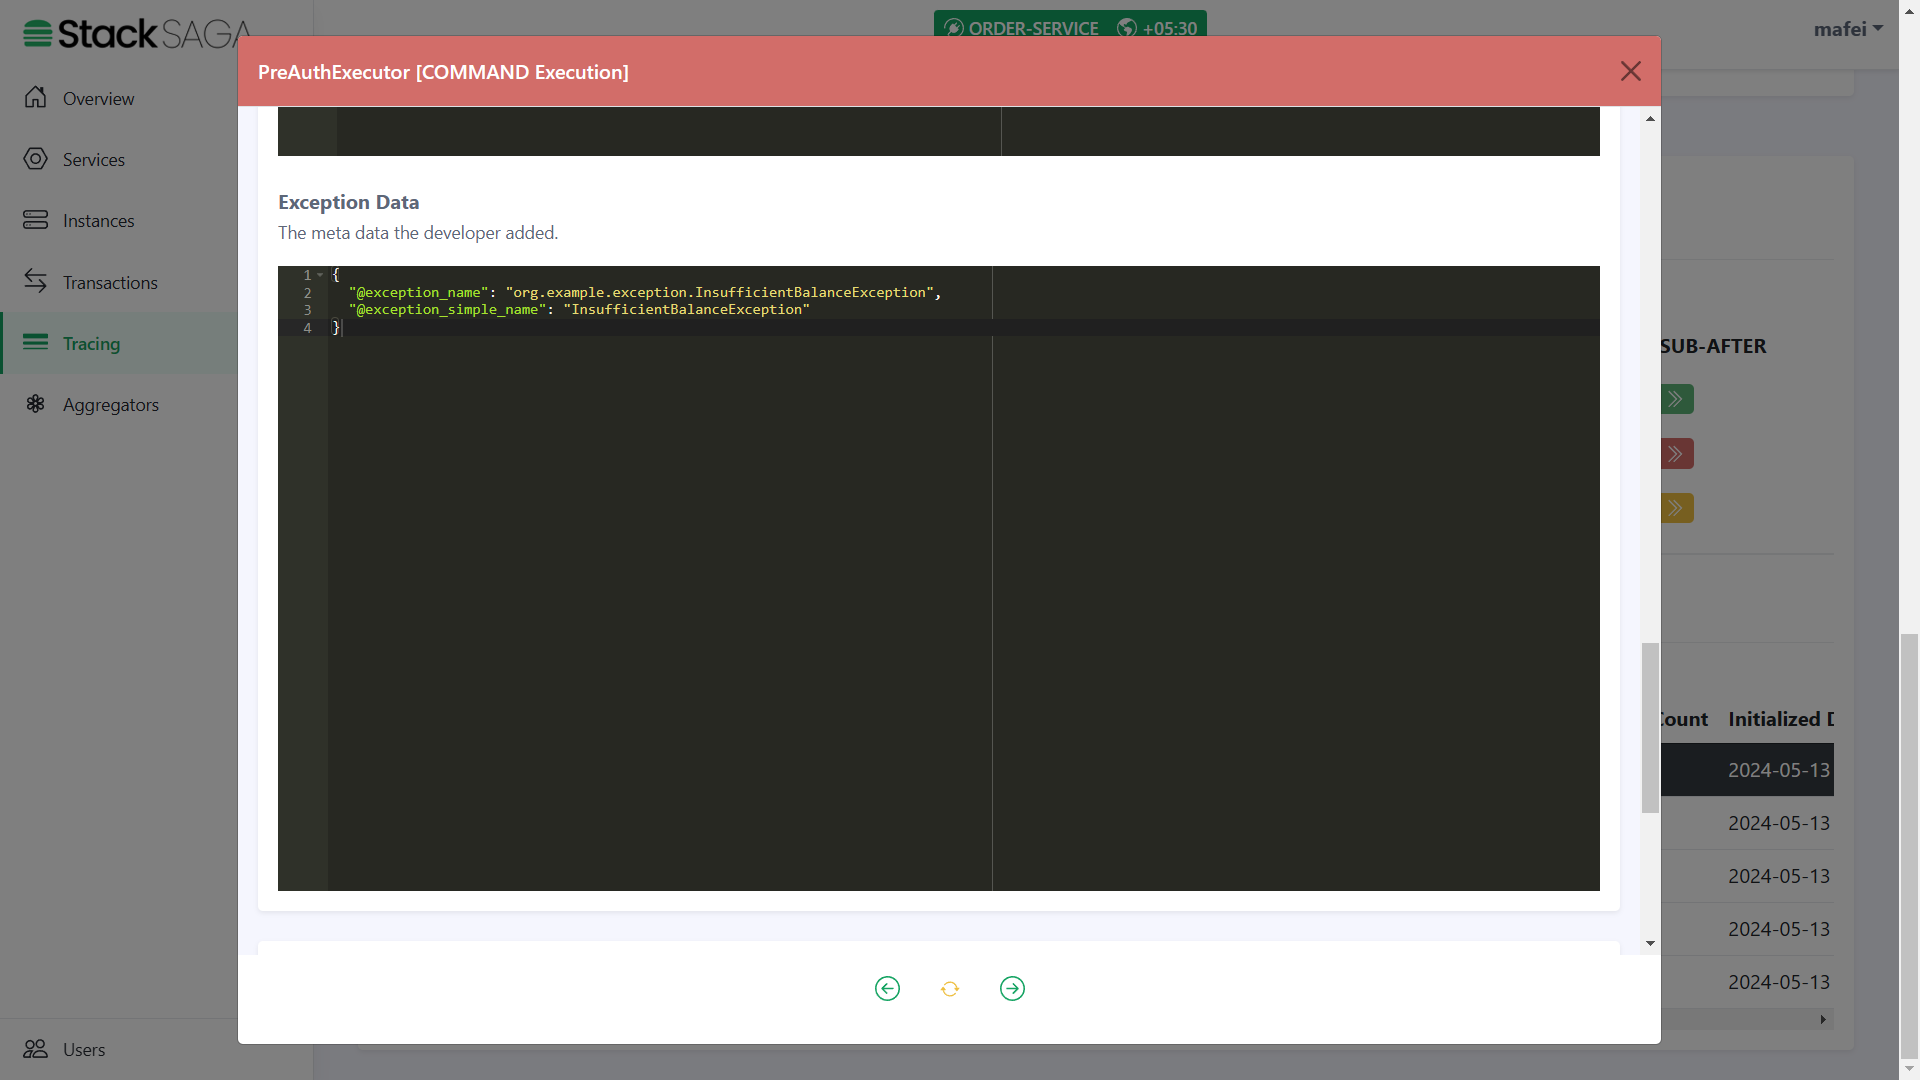 StackSAGA
ORDER-SERVICE +05:30
mafei
PreAuthExecutor [COMMAND Execution]
Overview
Services
Instances
Transactions
Tracing
Aggregators
Users
Exception Data
The meta data the developer added.
1 {
2 "@exception_name": "org.example.exception.InsufficientBalanceException",
3 "@exception_simple_name": "InsufficientBalanceException"
4 }
SUB-AFTER
Count Initialized D
2024-05-13
2024-05-13
2024-05-13
2024-05-13
2024-05-13